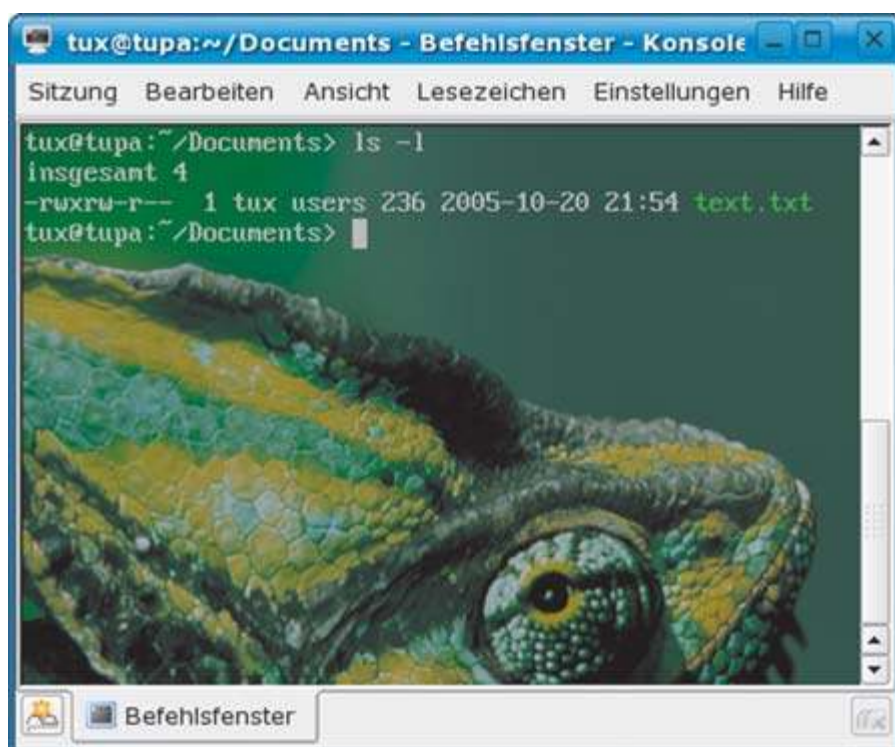 tux@tupa:~/Documents - Befehlsfenster - Konsole
Sitzung Bearbeiten Ansicht Lesezeichen Einstellungen Hilfe
tux@tupa:~/Documents> ls -l
insgesamt 4
-rwxrw-r-- 1 tux users 236 2005-10-20 21:54 text.txt
tux@tupa:~/Documents>
Befehlsfenster